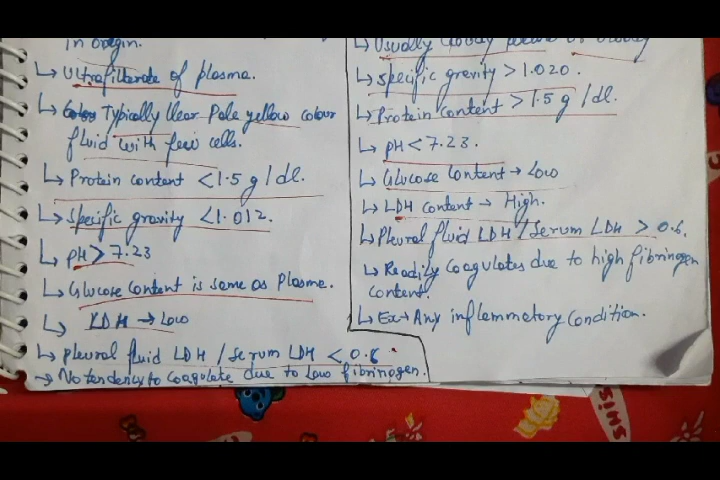 in origin.
↳ Ultrafilterate of plasma.
↳ Typically clear Pale yellow colour
fluid with few cells.
↳ Protein content < 1.5 g/dl.
↳ Specific gravity < 1.012.
↳ pH > 7.23
↳ Glucose content is same as Plasma.
↳ LDH → Low
↳ Pleural fluid LDH / Serum LDH < 0.6
→ No tendency to coagulate due to low fibrinogen.
↳ Usually cloudy
↳ Specific gravity > 1.020.
↳ Protein content > 1.5 g/dl.
↳ pH < 7.23.
↳ Glucose content → Low
↳ LDH content → High.
↳ Pleural fluid LDH / Serum LDH > 0.6.
↳ Readily coagulates due to high fibrinogen
content.
↳ Ex → Any inflemmetory condition.
SIHS